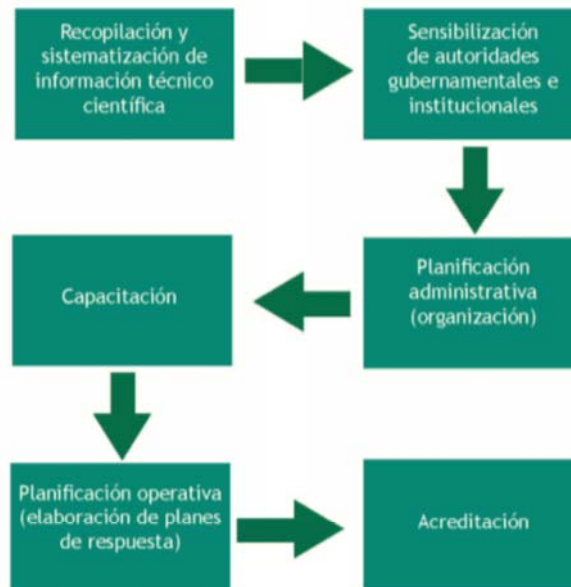 Recopilación y
sistematización de
información técnico
científica
Sensibilización
de autoridades
gubernamentales e
institucionales
Planificación
administrativa
(organización)
Capacitación
Planificación operativa
(elaboración de planes
de respuesta)
Acreditación